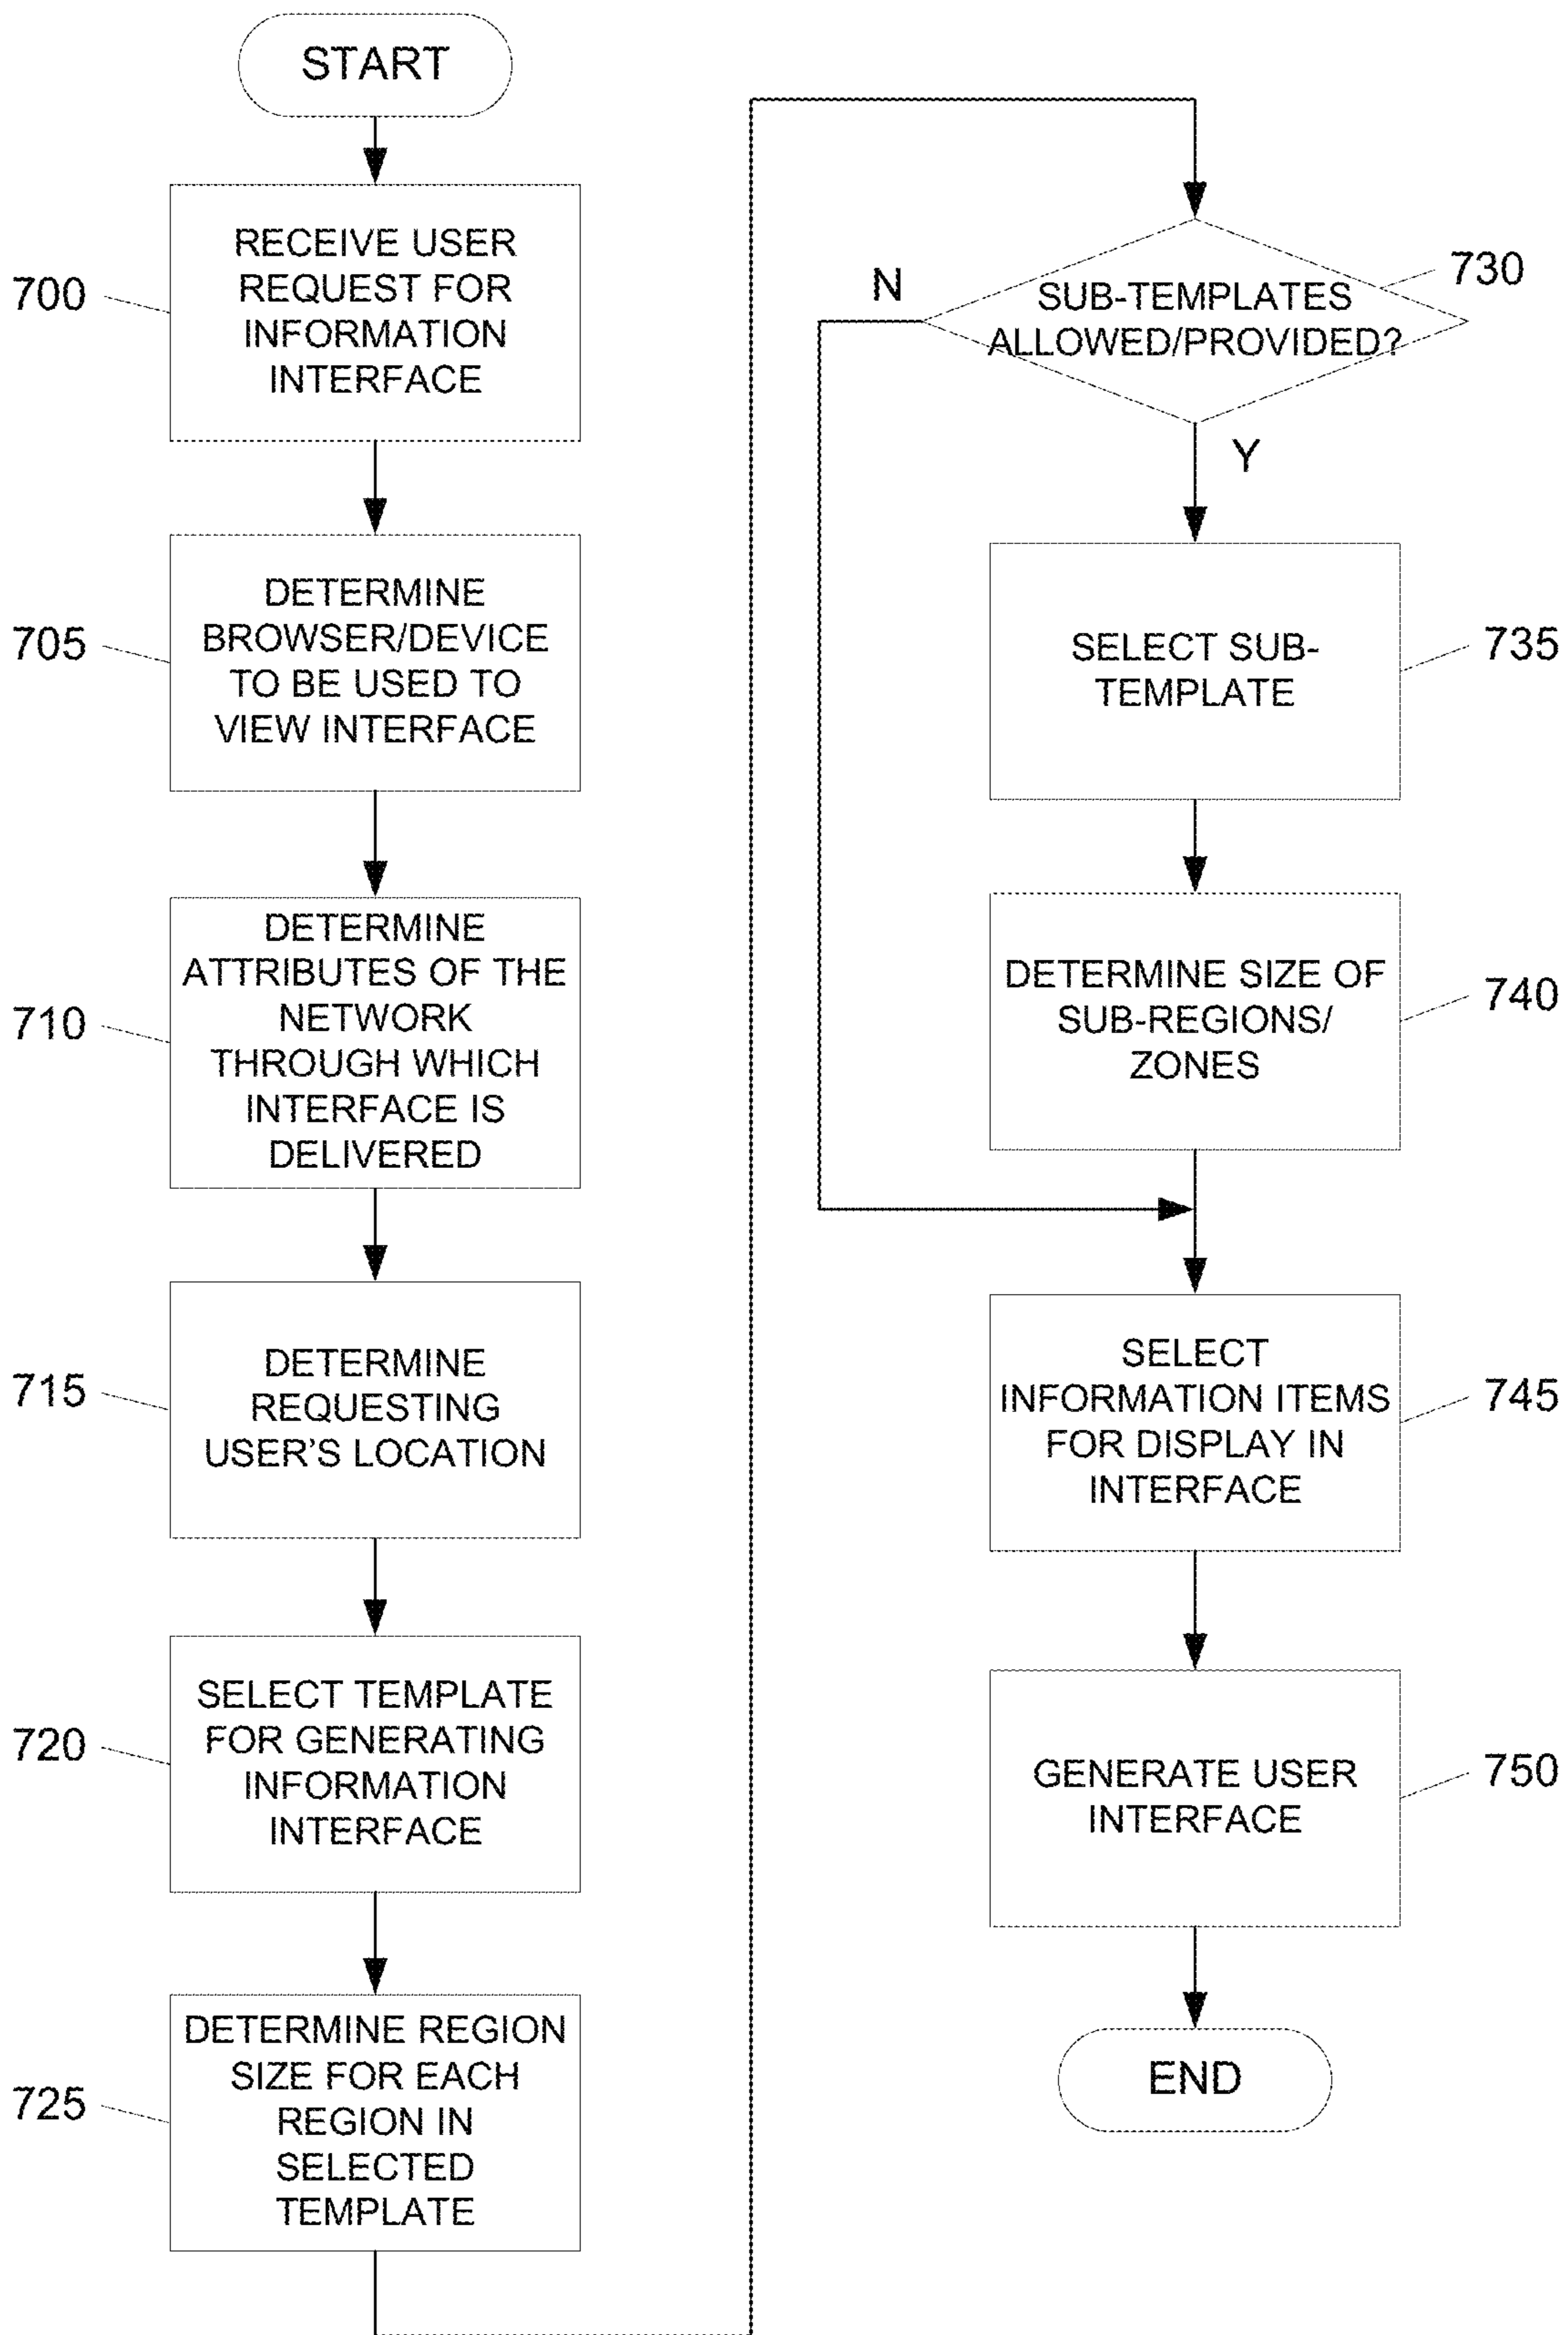 START
700
RECEIVE USER
REQUEST FOR
INFORMATION
INTERFACE
705
DETERMINE
BROWSER/DEVICE
TO BE USED TO
VIEW INTERFACE
710
DETERMINE
ATTRIBUTES OF THE
NETWORK
THROUGH WHICH
INTERFACE IS
DELIVERED
715
DETERMINE
REQUESTING
USER'S LOCATION
720
SELECT TEMPLATE
FOR GENERATING
INFORMATION
INTERFACE
725
DETERMINE REGION
SIZE FOR EACH
REGION IN
SELECTED
TEMPLATE
730
SUB-TEMPLATES
ALLOWED/PROVIDED?
N
Y
SELECT SUB-
TEMPLATE
735
DETERMINE SIZE OF
SUB-REGIONS/
ZONES
740
SELECT
INFORMATION ITEMS
FOR DISPLAY IN
INTERFACE
745
GENERATE USER
INTERFACE
750
END